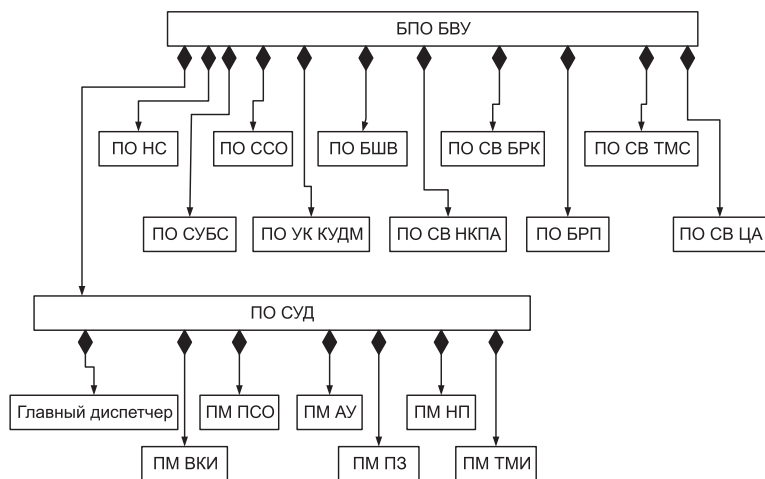 БПО БВУ
ПО НС
ПО ССО
ПО БШВ
ПО СВ БРК
ПО СВ ТМС
ПО СУБС
ПО УК КУДМ
ПО СВ НКПА
ПО БРП
ПО СВ ЦА
ПО СУД
Главный диспетчер
ПМ ПСО
ПМ АУ
ПМ НП
ПМ ВКИ
ПМ ПЗ
ПМ ТМИ